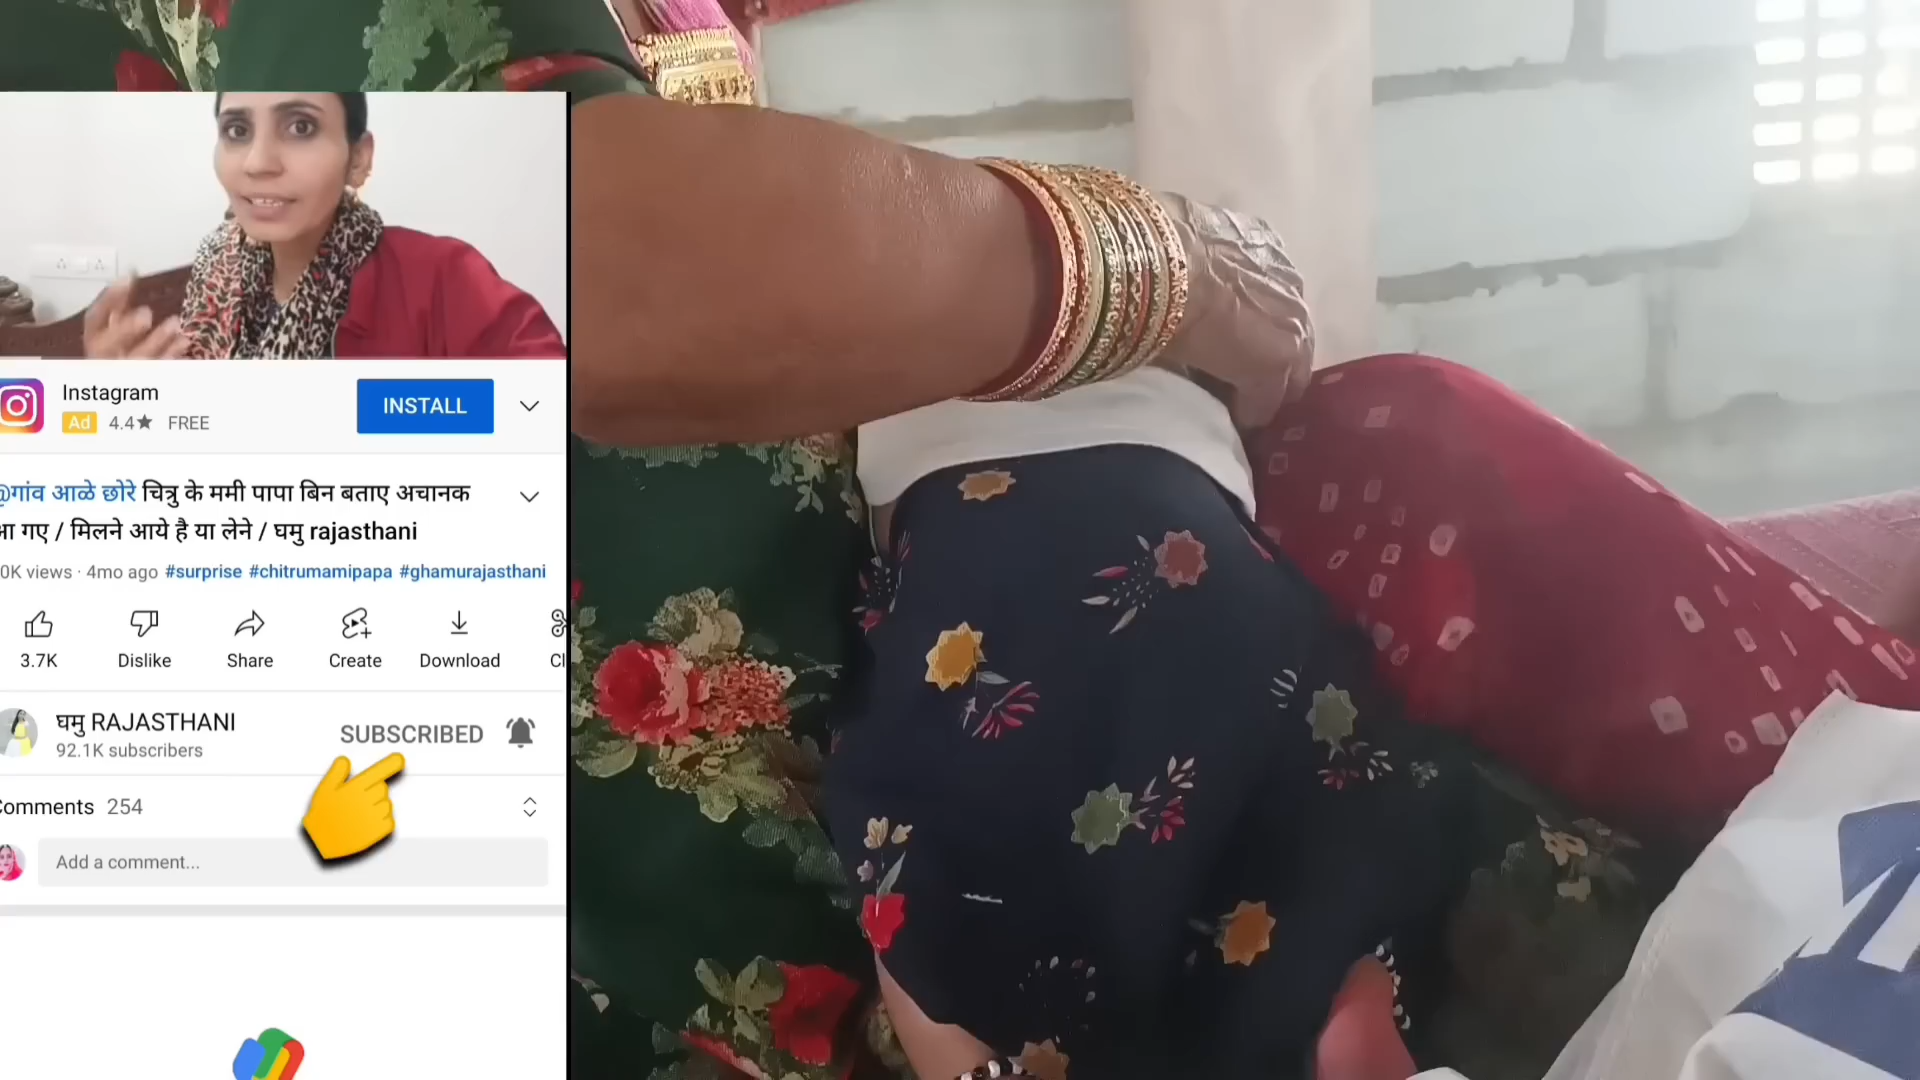 Instagram
INSTALL
Ad 4.4★ FREE
@गांव आळे छोरे चित्रु के ममी पापा बिन बताए अचानक
आ गए / मिलने आये है या लेने / घमु rajasthani
0K views · 4mo ago #surprise #chitrumamipapa #ghamurajasthani
3.7K Dislike Share Create Download
घमु RAJASTHANI
SUBSCRIBED
92.1K subscribers
Comments 254
Add a comment...